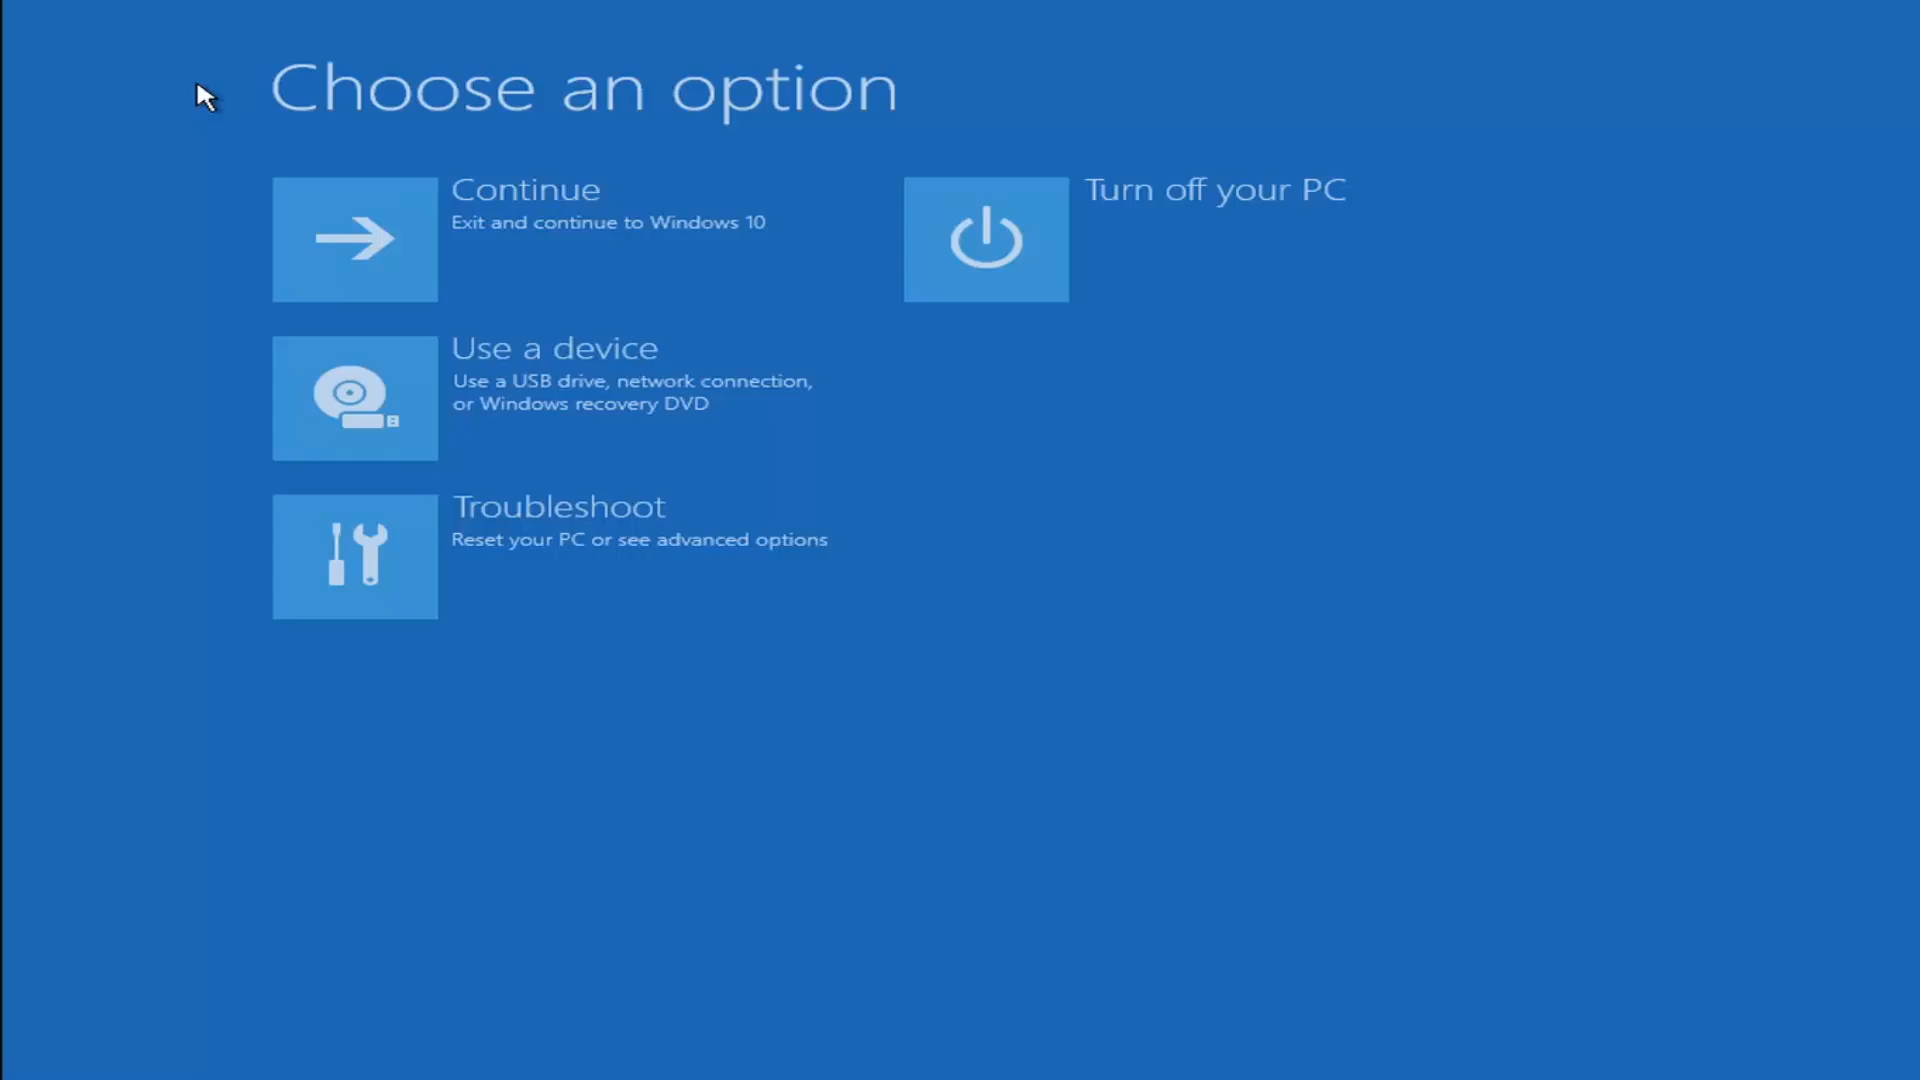 Choose an option
Continue
Exit and continue to Windows 10
Turn off your PC
Use a device
Use a USB drive, network connection,
or Windows recovery DVD
Troubleshoot
Reset your PC or see advanced options